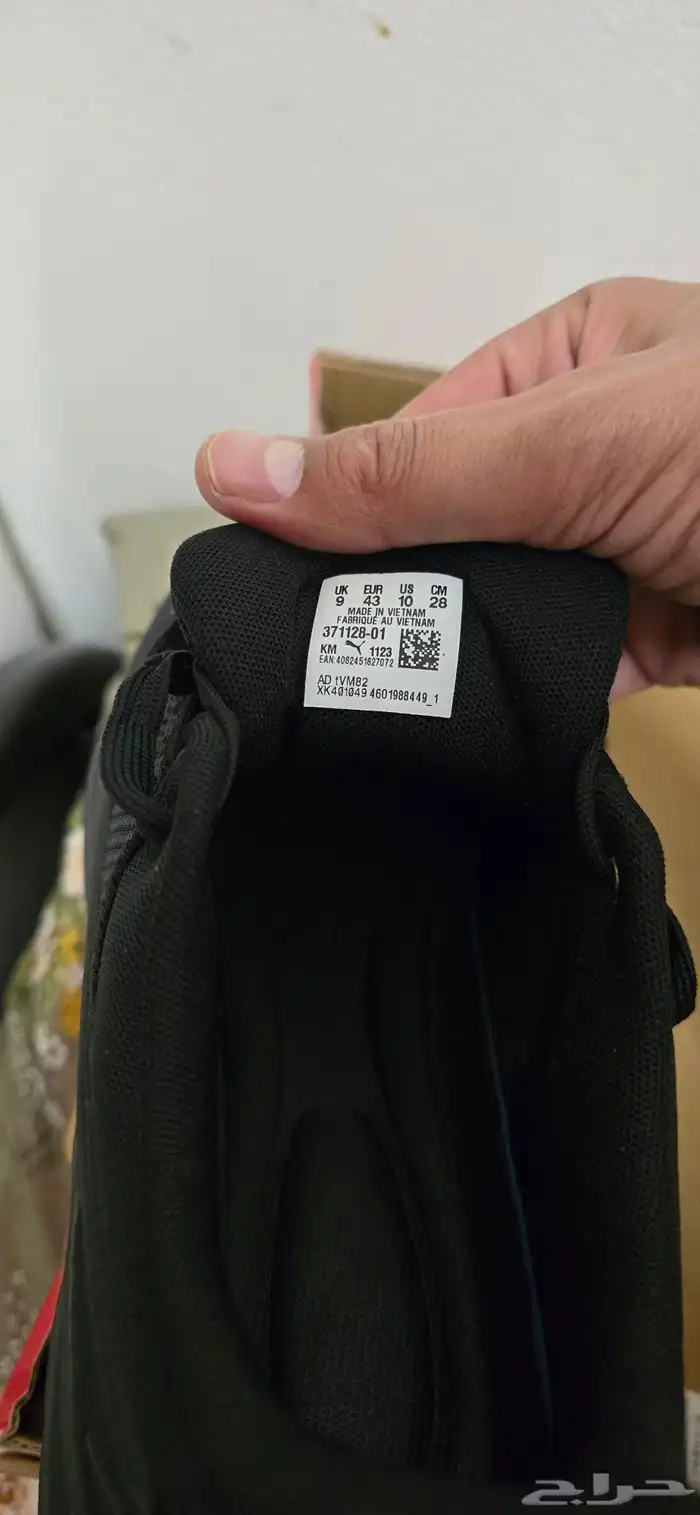 UK EUR US CM
9 43 10 28
MADE IN VIETNAM
FABRIQUÉ AU VIETNAM
371128-01
KM 1123
EAN:4062451827072
AD tVM82
XK401049 4601988449_1
حراج